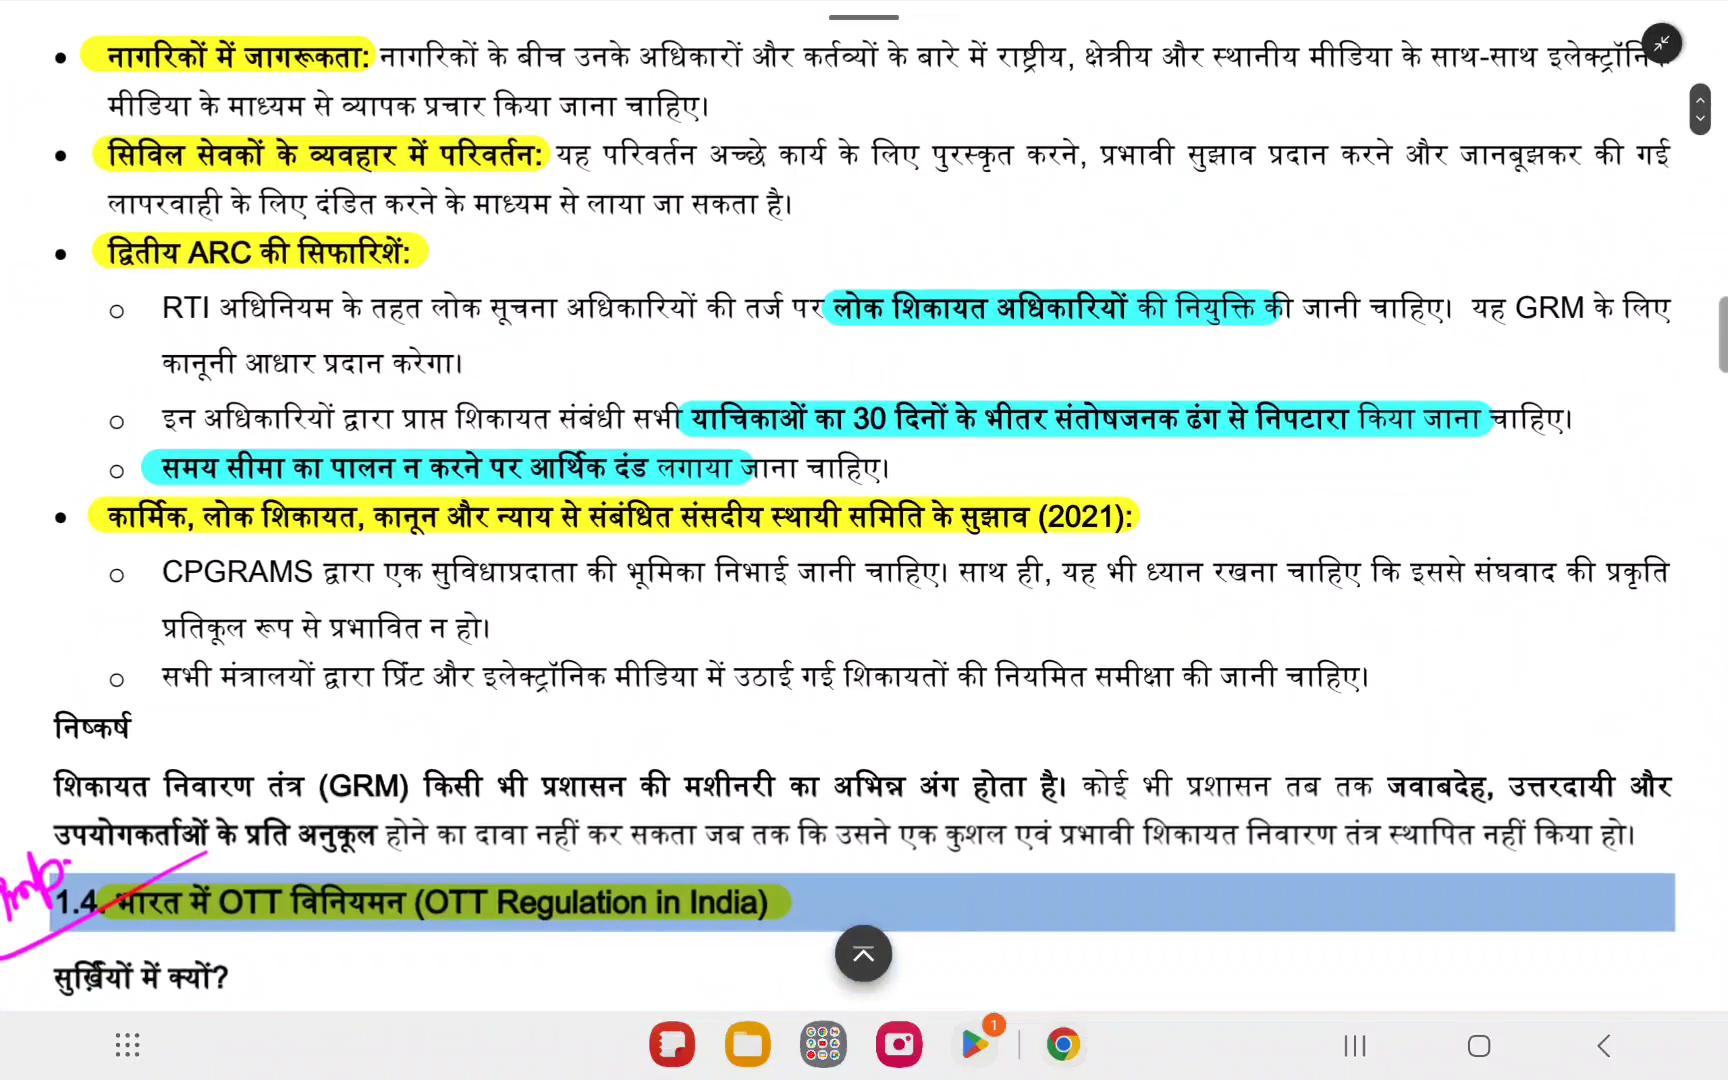 नागरिकों में जागरूकता: नागरिकों के बीच उनके अधिकारों और कर्तव्यों के बारे में राष्ट्रीय, क्षेत्रीय और स्थानीय मीडिया के साथ-साथ
मीडिया के माध्यम से व्यापक प्रचार किया जाना चाहिए।
सिविल सेवकों के व्यवहार में परिवर्तन: यह परिवर्तन अच्छे कार्य के लिए पुरस्कृत करने, प्रभावी सुझाव प्रदान करने और जानबूझकर की गई
लापरवाही के लिए दंडित करने के माध्यम से लाया जा सकता है।
द्वितीय ARC की सिफारिशें:
RTI अधिनियम के तहत लोक सूचना अधिकारियों की तर्ज पर लोक शिकायत अधिकारियों की नियुक्ति की जानी चाहिए। यह GRM के लिए
कानूनी आधार प्रदान करेगा।
इन अधिकारियों द्वारा प्राप्त शिकायत संबंधी सभी याचिकाओं का 30 दिनों के भीतर संतोषजनक ढंग से निपटारा किया जाना चाहिए।
समय सीमा का पालन न करने पर आर्थिक दंड लगाया जाना चाहिए।
कार्मिक, लोक शिकायत, कानून और न्याय से संबंधित संसदीय स्थायी समिति के सुझाव (2021):
CPGRAMS द्वारा एक सुविधाप्रदाता की भूमिका निभाई जानी चाहिए। साथ ही, यह भी ध्यान रखना चाहिए कि इससे संघवाद की प्रकृति
प्रतिकूल रूप से प्रभावित न हो।
सभी मंत्रालयों द्वारा प्रिंट और इलेक्ट्रॉनिक मीडिया में उठाई गई शिकायतों की नियमित समीक्षा की जानी चाहिए।
निष्कर्ष
शिकायत निवारण तंत्र (GRM) किसी भी प्रशासन की मशीनरी का अभिन्न अंग होता है। कोई भी प्रशासन तब तक जवाबदेह, उत्तरदायी और
उपयोगकर्ताओं के प्रति अनुकूल होने का दावा नहीं कर सकता जब तक कि उसने एक कुशल एवं प्रभावी शिकायत निवारण तंत्र स्थापित नहीं किया हो।
Imp.
1.4. भारत में OTT विनियमन (OTT Regulation in India)
सुर्ख़ियों में क्यों?
1